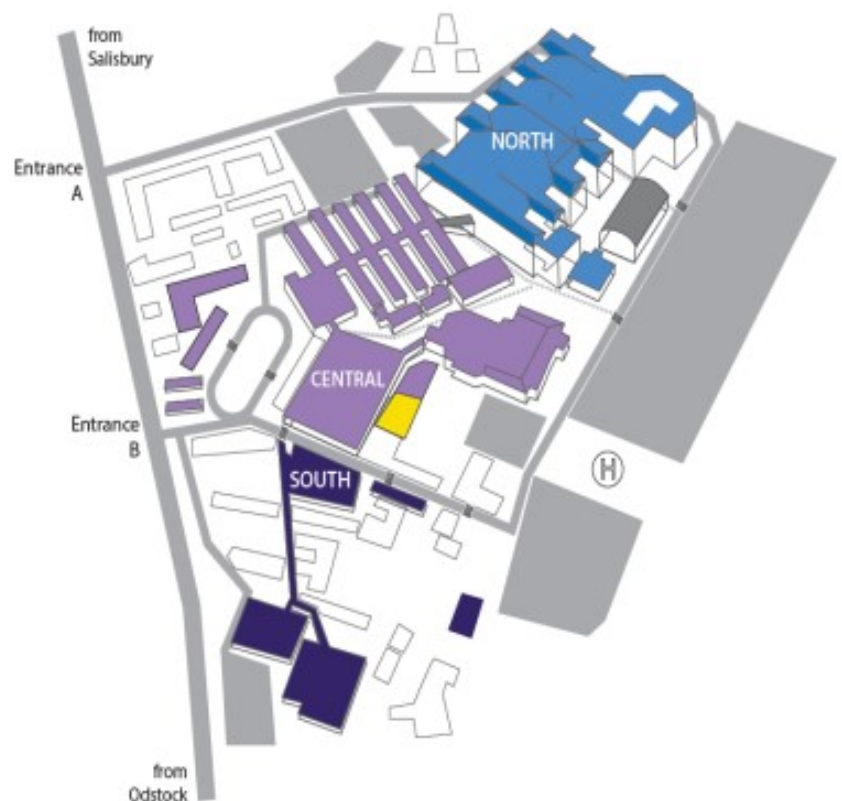 from
Salisbury
NORTH
Entrance
A
CENTRAL
Entrance
B
H
SOUTH
from
Odstock